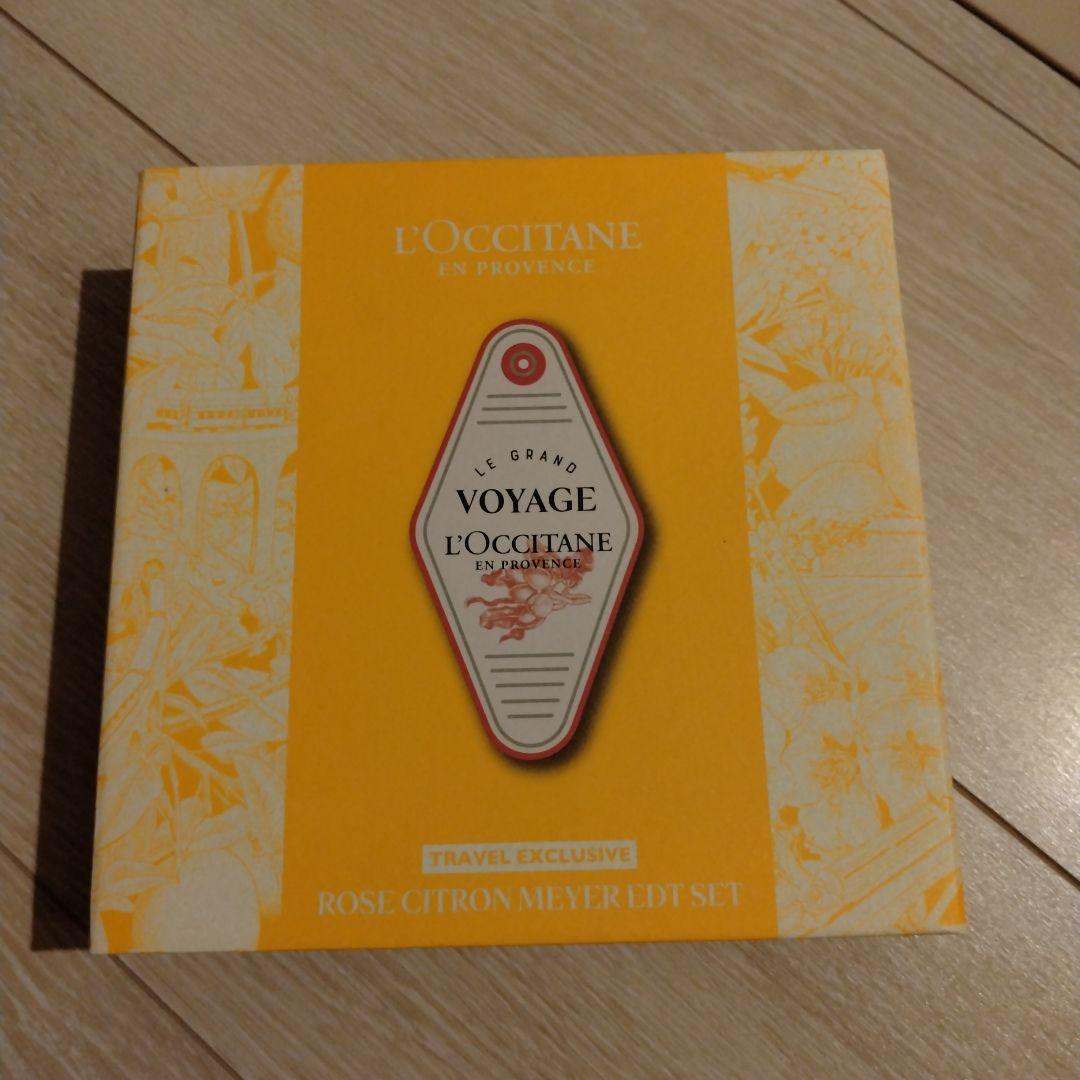 L'OCCITANE
EN PROVENCE
LE GRAND
VOYAGE
L'OCCITANE
EN PROVENCE
TRAVEL EXCLUSIVE
ROSE CITRON MEYER EDT SET